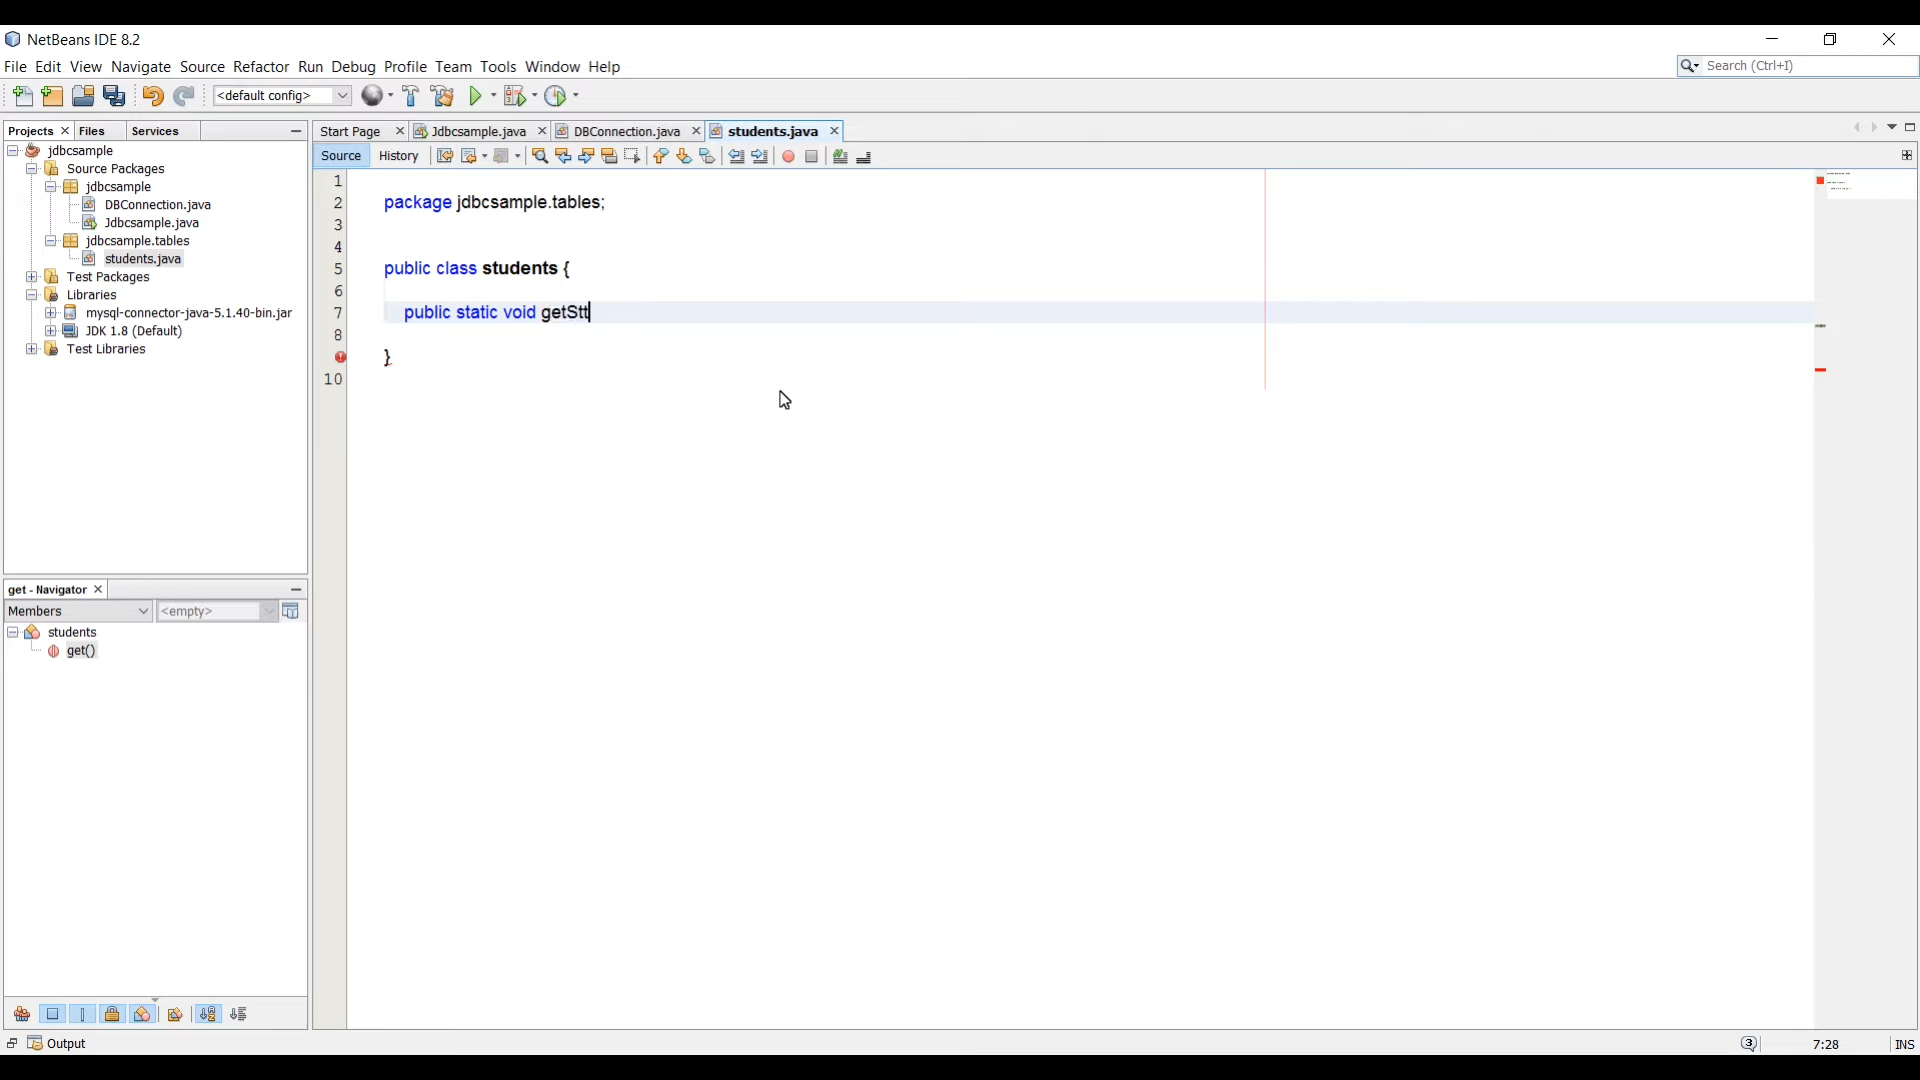 NetBeans IDE 8.2
File Edit View Navigate Source Refactor Run Debug Profile Team Tools Window Help
Search (Ctrl+I)
<default config>
Projects Files Services
Start Page Jdbcsample.java DBConnection.java students.java
Source History
jdbcsample
Source Packages
jdbcsample
DBConnection.java
Jdbcsample.java
jdbcsample.tables
students.java
Test Packages
Libraries
mysql-connector-java-5.1.40-bin.jar
JDK 1.8 (Default)
Test Libraries
1
2 package jdbcsample.tables;
3
4
5 public class students {
6
7 public static void getStt
8
}
10
get - Navigator
Members <empty>
students
get()
Output
3 7:28 INS